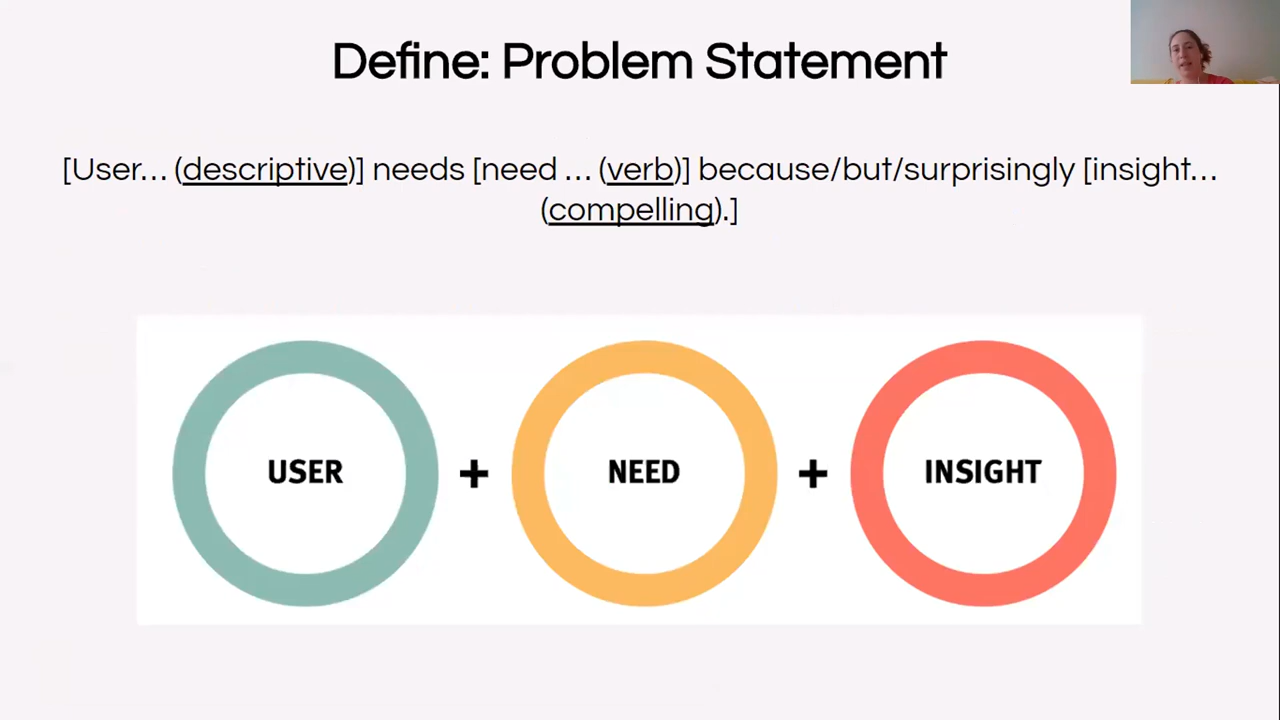 Define: Problem Statement
[User... (descriptive)] needs [need ... (verb)] because/but/surprisingly [insight...
(compelling).]
USER + NEED + INSIGHT